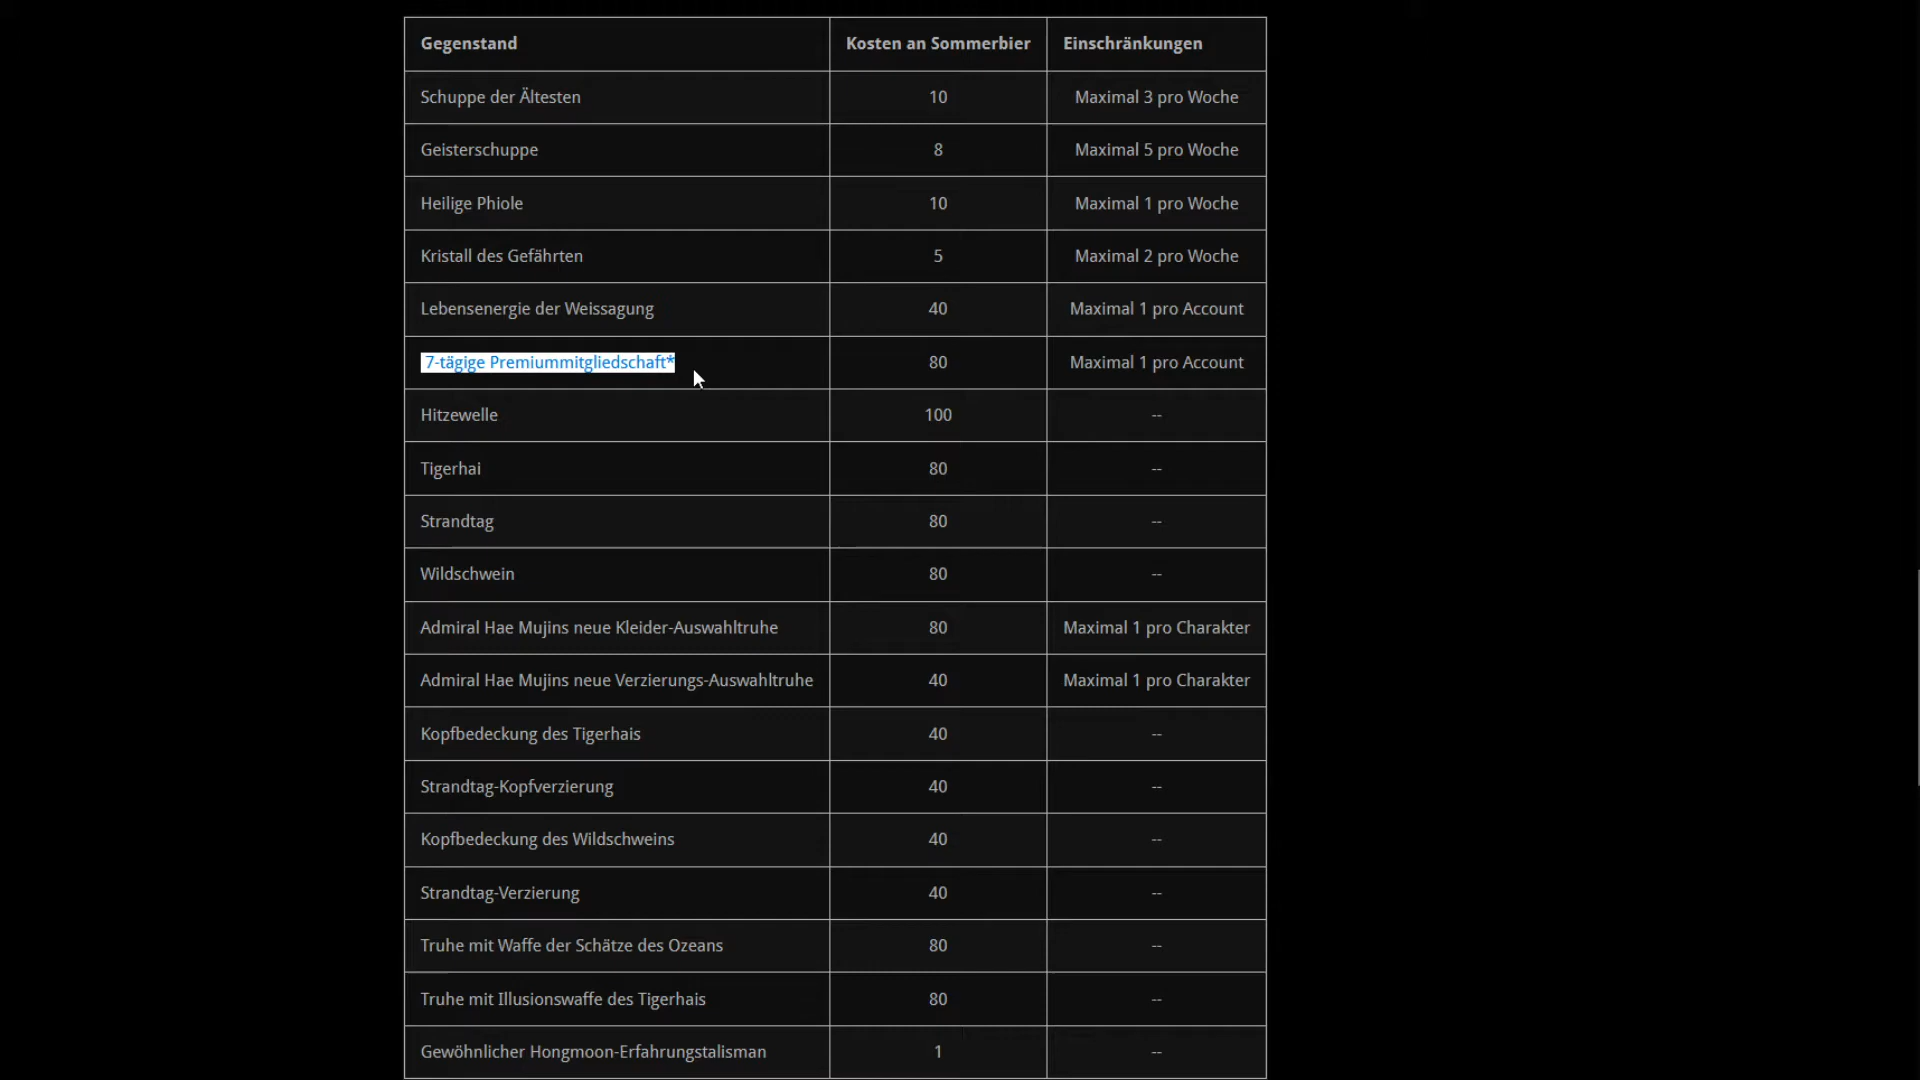 Gegenstand Kosten an Sommerbier Einschränkungen
Schuppe der Ältesten 10 Maximal 3 pro Woche
Geisterschuppe 8 Maximal 5 pro Woche
Heilige Phiole 10 Maximal 1 pro Woche
Kristall des Gefährten 5 Maximal 2 pro Woche
Lebensenergie der Weissagung 40 Maximal 1 pro Account
7-tägige Premiummitgliedschaft* 80 Maximal 1 pro Account
Hitzewelle 100 --
Tigerhai 80 --
Strandtag 80 --
Wildschwein 80 --
Admiral Hae Mujins neue Kleider-Auswahltruhe 80 Maximal 1 pro Charakter
Admiral Hae Mujins neue Verzierungs-Auswahltruhe 40 Maximal 1 pro Charakter
Kopfbedeckung des Tigerhais 40 --
Strandtag-Kopfverzierung 40 --
Kopfbedeckung des Wildschweins 40 --
Strandtag-Verzierung 40 --
Truhe mit Waffe der Schätze des Ozeans 80 --
Truhe mit Illusionswaffe des Tigerhais 80 --
Gewöhnlicher Hongmoon-Erfahrungstalisman 1 --